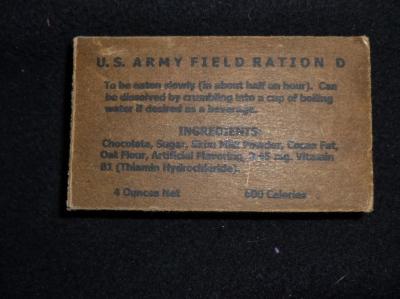 U.S. ARMY FIELD RATION D
To be eaten slowly (in about half an hour). Can
be dissolved by crumbling into a cup of boiling
water if desired as a beverage.
INGREDIENTS:
Chocolate, Sugar, Skim Milk Powder, Cocoa Fat,
Oat Flour, Artificial Flavoring, 0.45 mg. Vitamin
B1 (Thiamin Hydrochloride).
4 Ounces Net 600 Calories